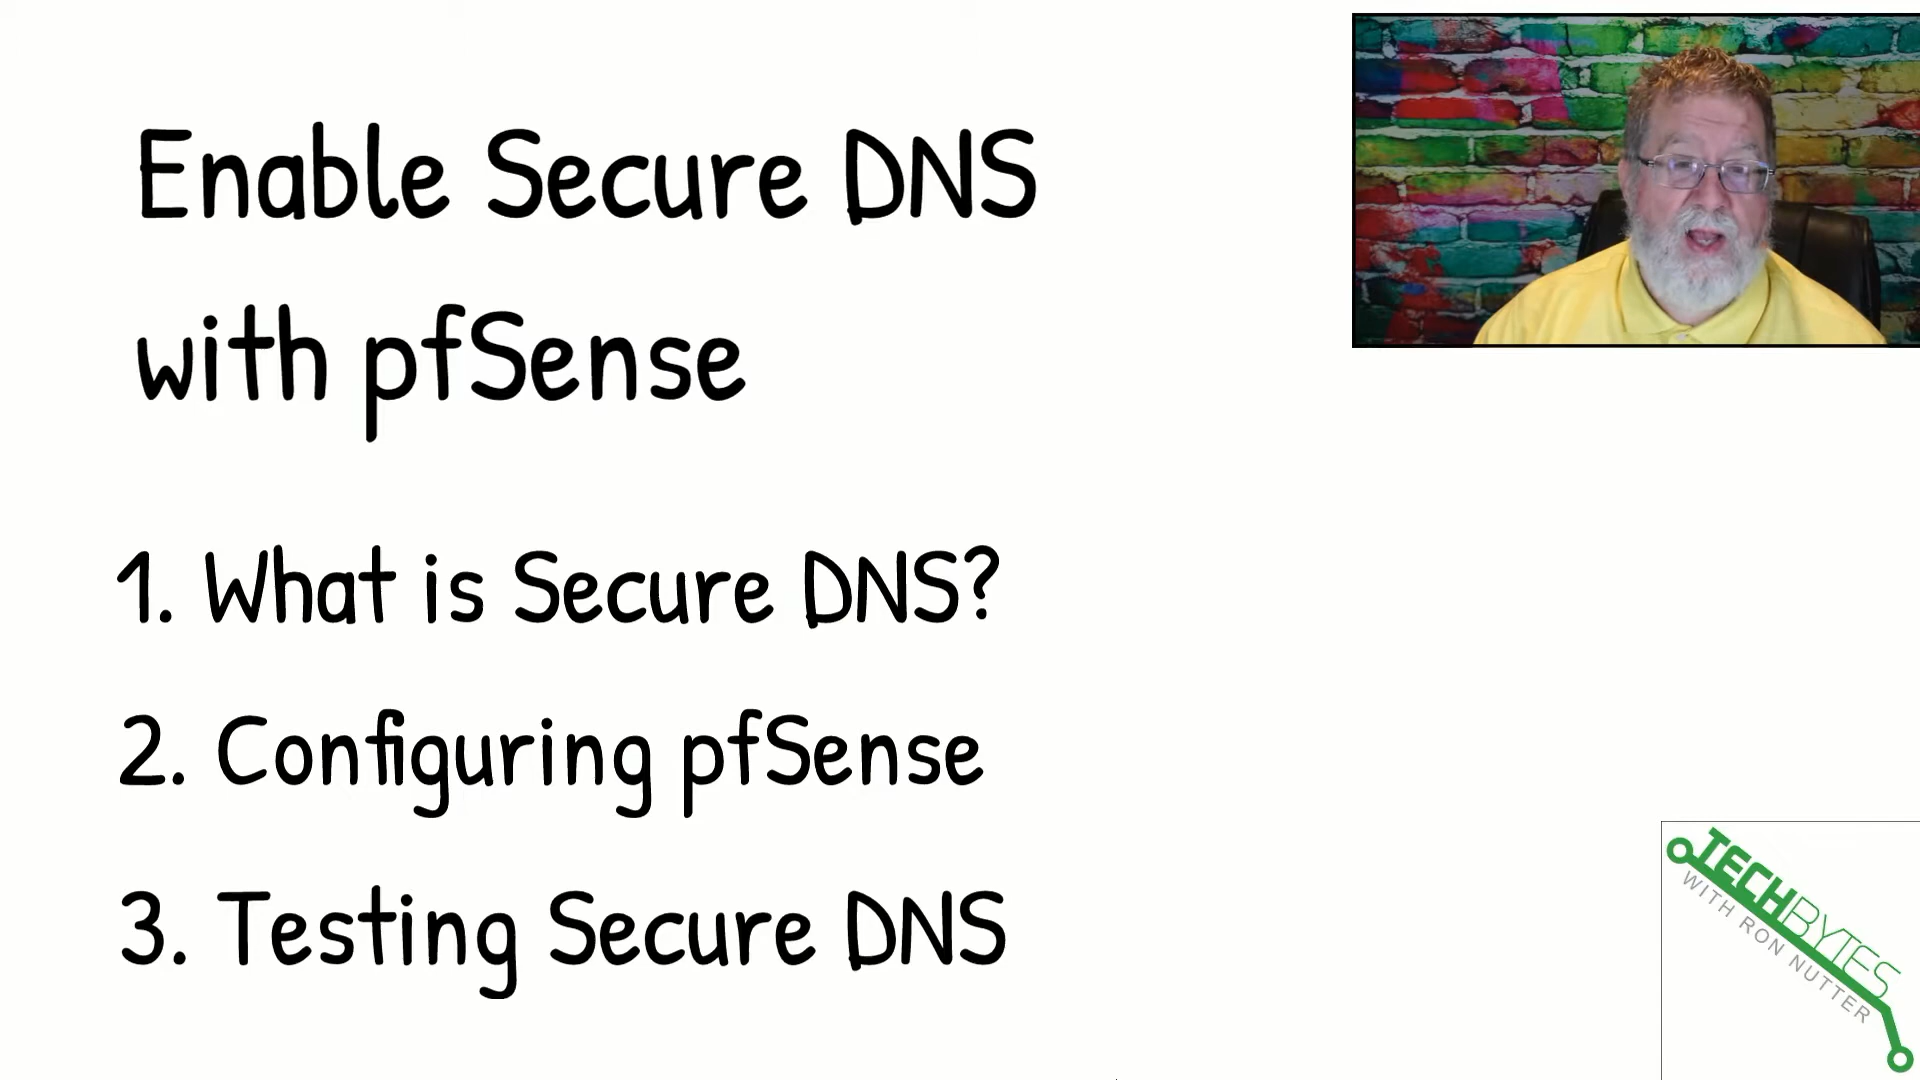 Enable Secure DNS
with pfSense
1. What is Secure DNS?
2. Configuring pfSense
3. Testing Secure DNS
TECHBYTES
WITH RON NUTTER